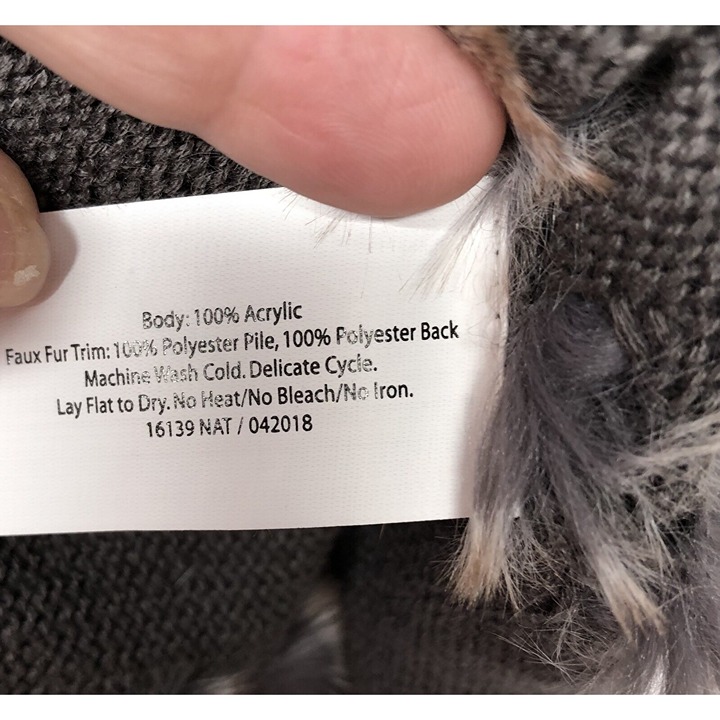 Body: 100% Acrylic
Faux Fur Trim: 100% Polyester Pile, 100% Polyester Back
Machine Wash Cold. Delicate Cycle.
Lay Flat to Dry. No Heat/No Bleach/No Iron.
16139 NAT / 042018